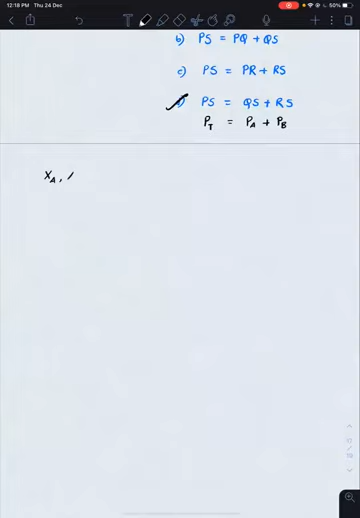 12:18 PM Thu 24 Dec
b) PS = PQ + QS
c) PS = PR + RS
PS = QS + RS
P_T = P_A + P_B
X_A,